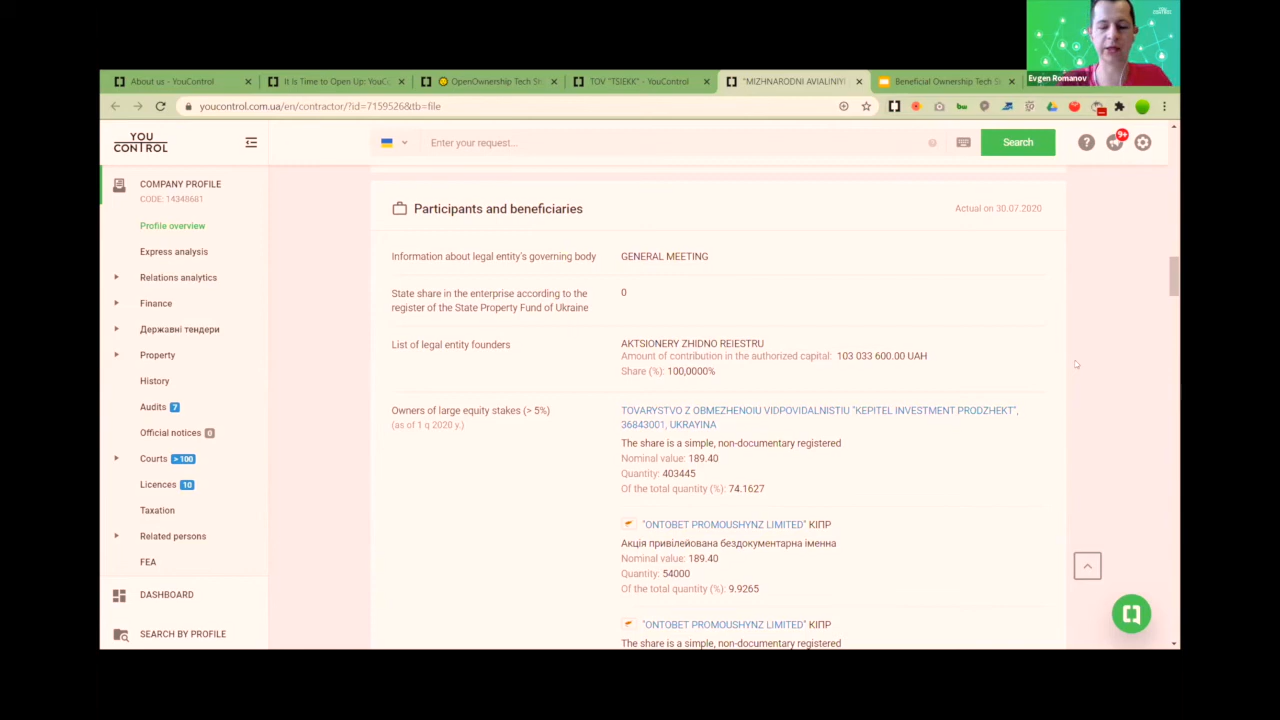 Evgen Romanov
About us - YouControl
It Is Time to Open Up: YouC
OpenOwnership Tech Sh
TOV "TSIEKK" - YouControl
"MIZHNARODNI AVIALINIYI
Beneficial Ownership Tech S
youcontrol.com.ua/en/contractor/?id=7159526&tb=file
YOU CONTROL
Enter your request...
Search
9+
COMPANY PROFILE
CODE: 14348681
Profile overview
Express analysis
Relations analytics
Finance
Державні тендери
Property
History
Audits 7
Official notices 0
Courts > 100
Licences 10
Taxation
Related persons
FEA
DASHBOARD
SEARCH BY PROFILE
Participants and beneficiaries
Actual on 30.07.2020
Information about legal entity's governing body
GENERAL MEETING
State share in the enterprise according to the
register of the State Property Fund of Ukraine
0
List of legal entity founders
AKTSIONERY ZHIDNO REIESTRU
Amount of contribution in the authorized capital: 103 033 600.00 UAH
Share (%): 100,0000%
Owners of large equity stakes (> 5%)
(as of 1 q 2020 y.)
TOVARYSTVO Z OBMEZHENOIU VIDPOVIDALNISTIU "KEPITEL INVESTMENT PRODZHEKT",
36843001, UKRAYINA
The share is a simple, non-documentary registered
Nominal value: 189.40
Quantity: 403445
Of the total quantity (%): 74.1627
"ONTOBET PROMOUSHYNZ LIMITED" КІПР
Акція привілейована бездокументарна іменна
Nominal value: 189.40
Quantity: 54000
Of the total quantity (%): 9.9265
"ONTOBET PROMOUSHYNZ LIMITED" КІПР
The share is a simple, non-documentary registered